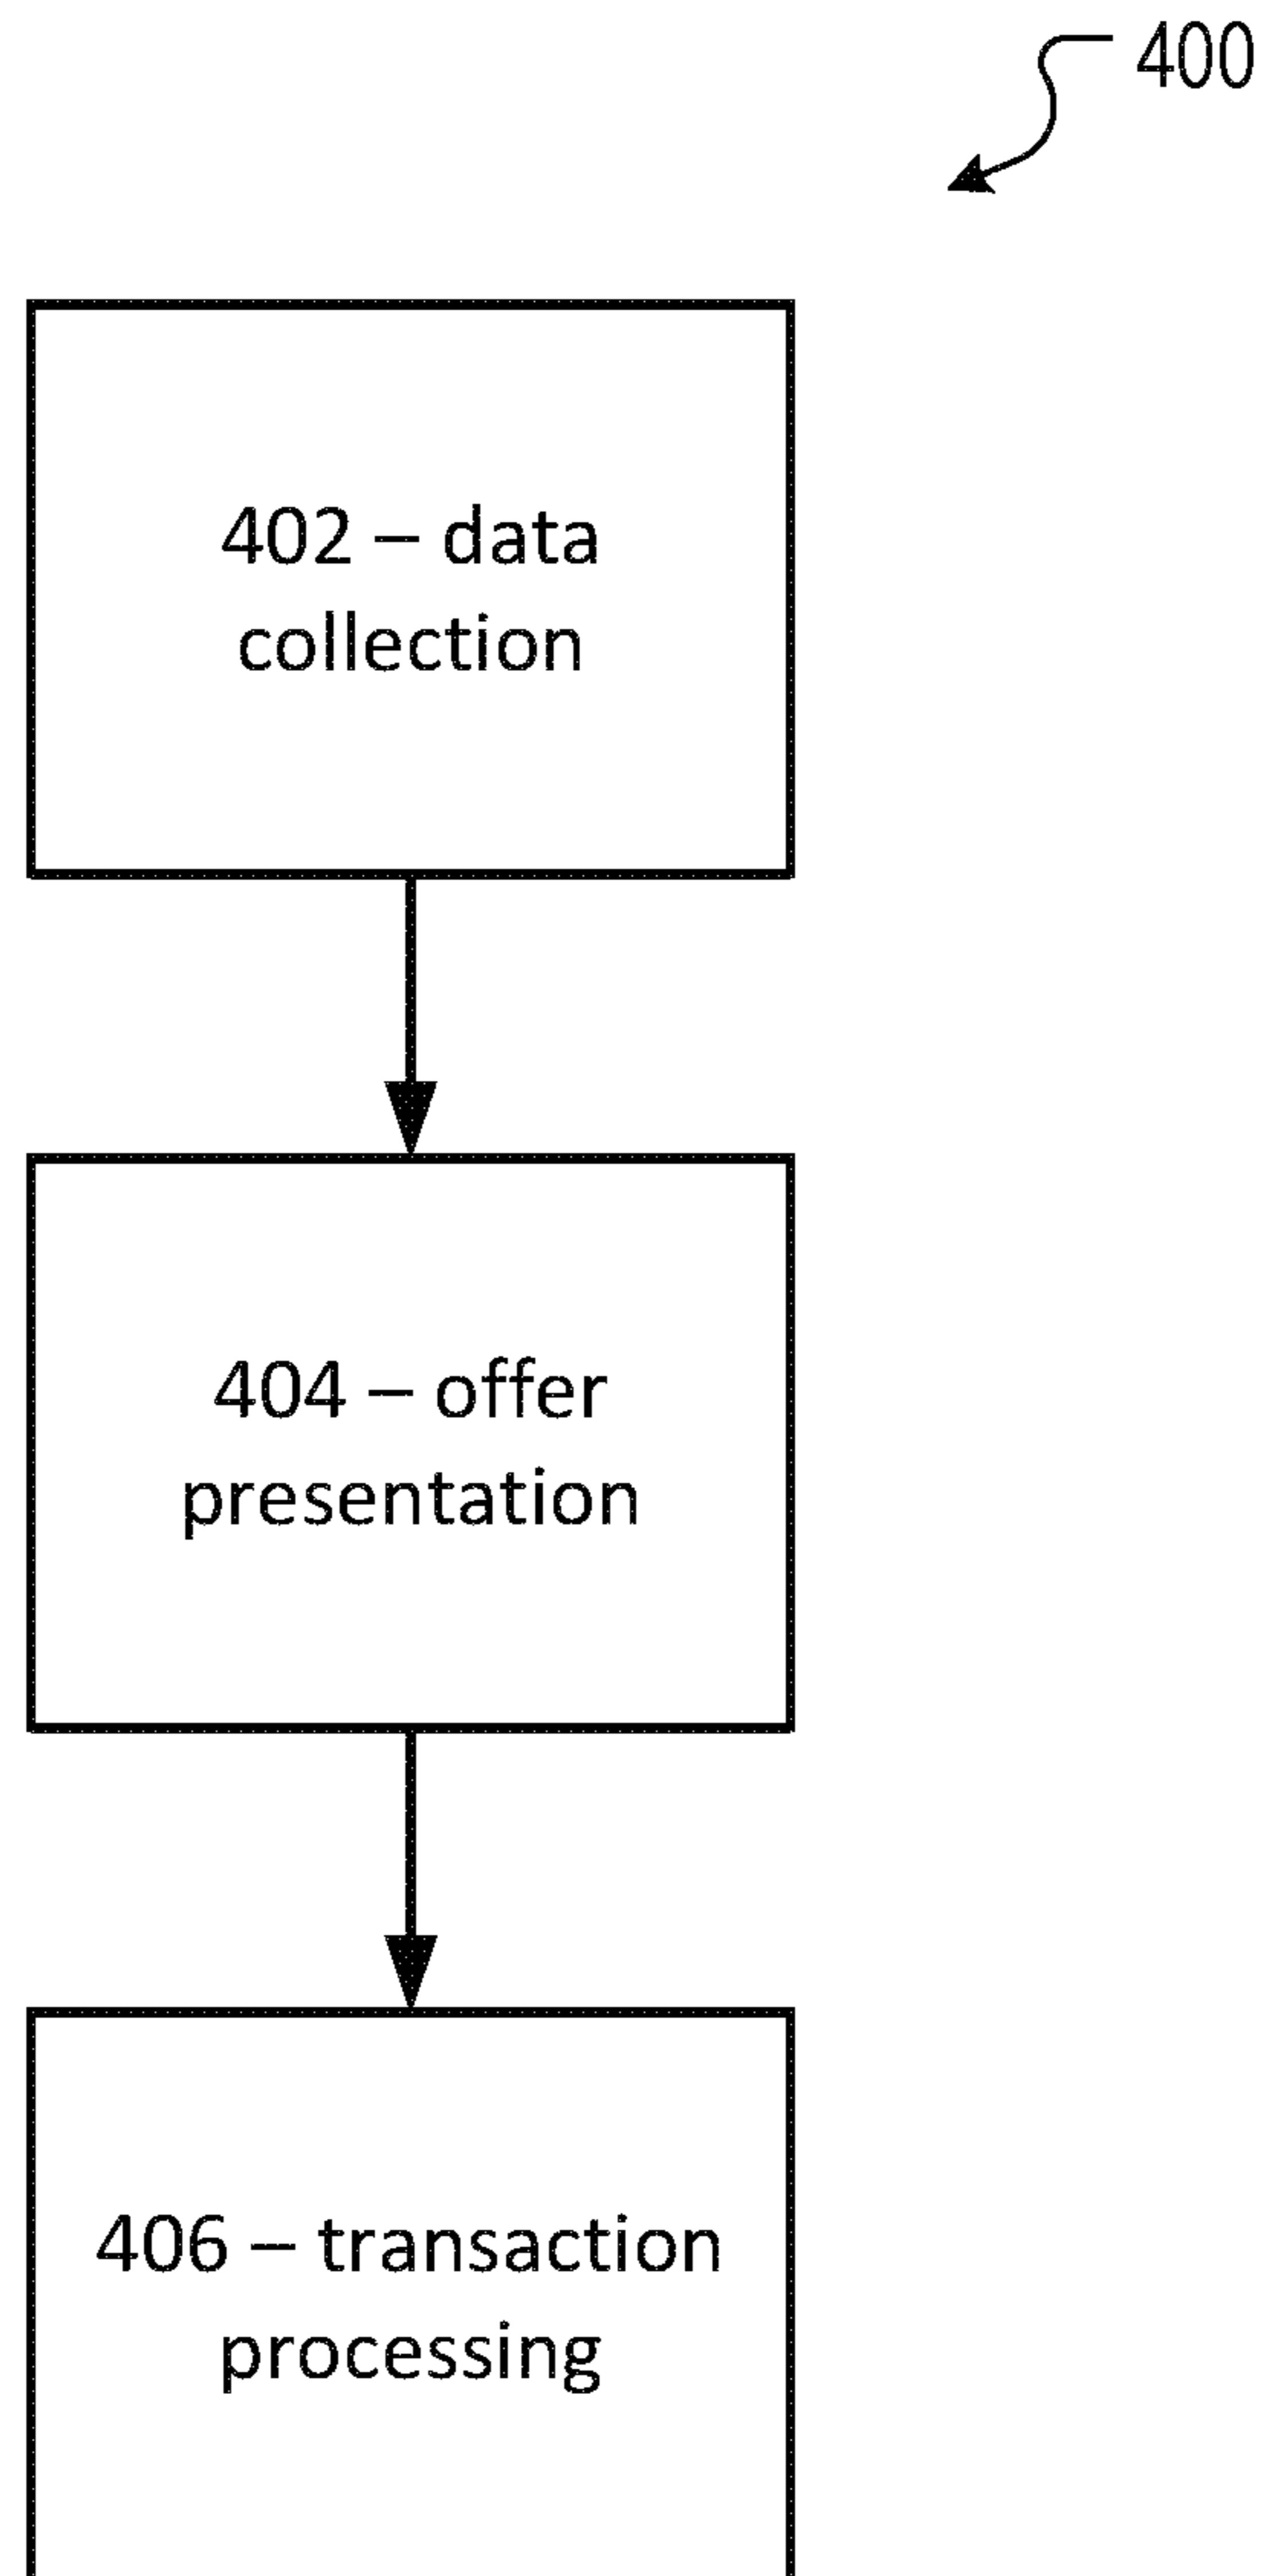 400
402 – data
collection
404 – offer
presentation
406 – transaction
processing